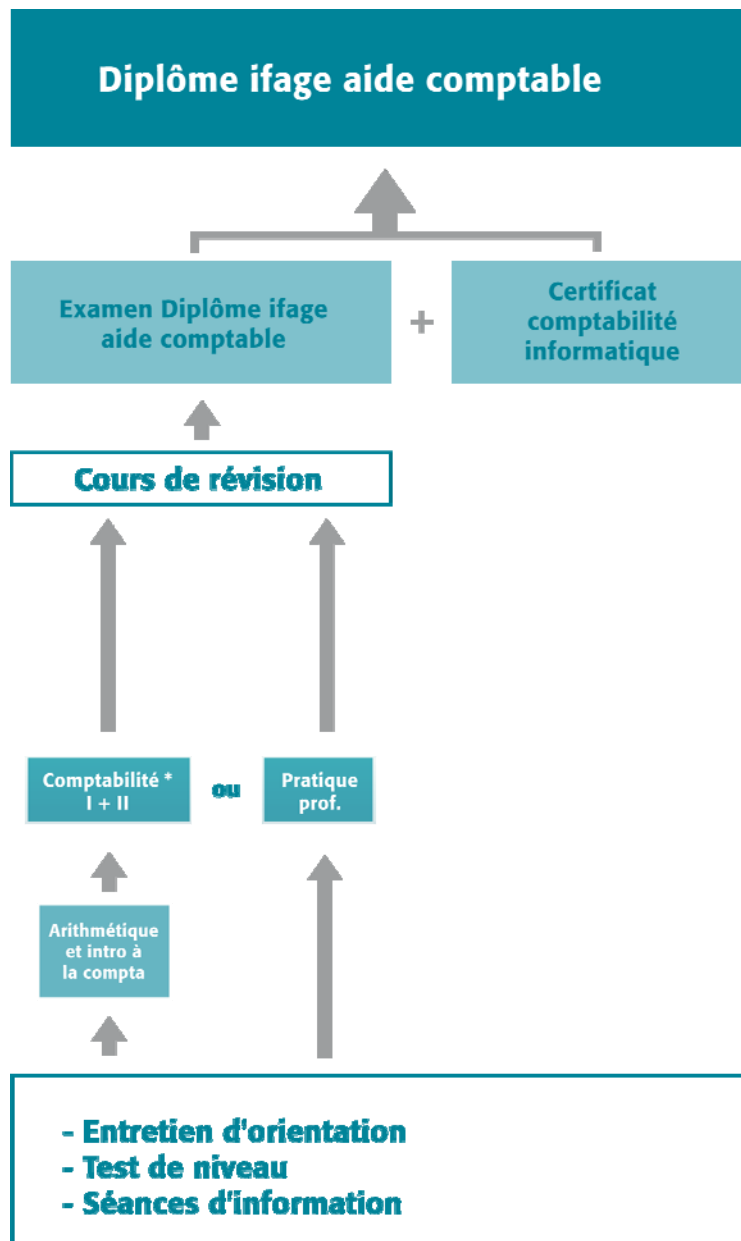 Diplôme ifage aide comptable
Examen Diplôme ifage
aide comptable
+
Certificat
comptabilité
informatique
Cours de révision
Comptabilité *
I + II
ou
Pratique
prof.
Arithmétique
et intro à
la compta
- Entretien d'orientation
- Test de niveau
- Séances d'information